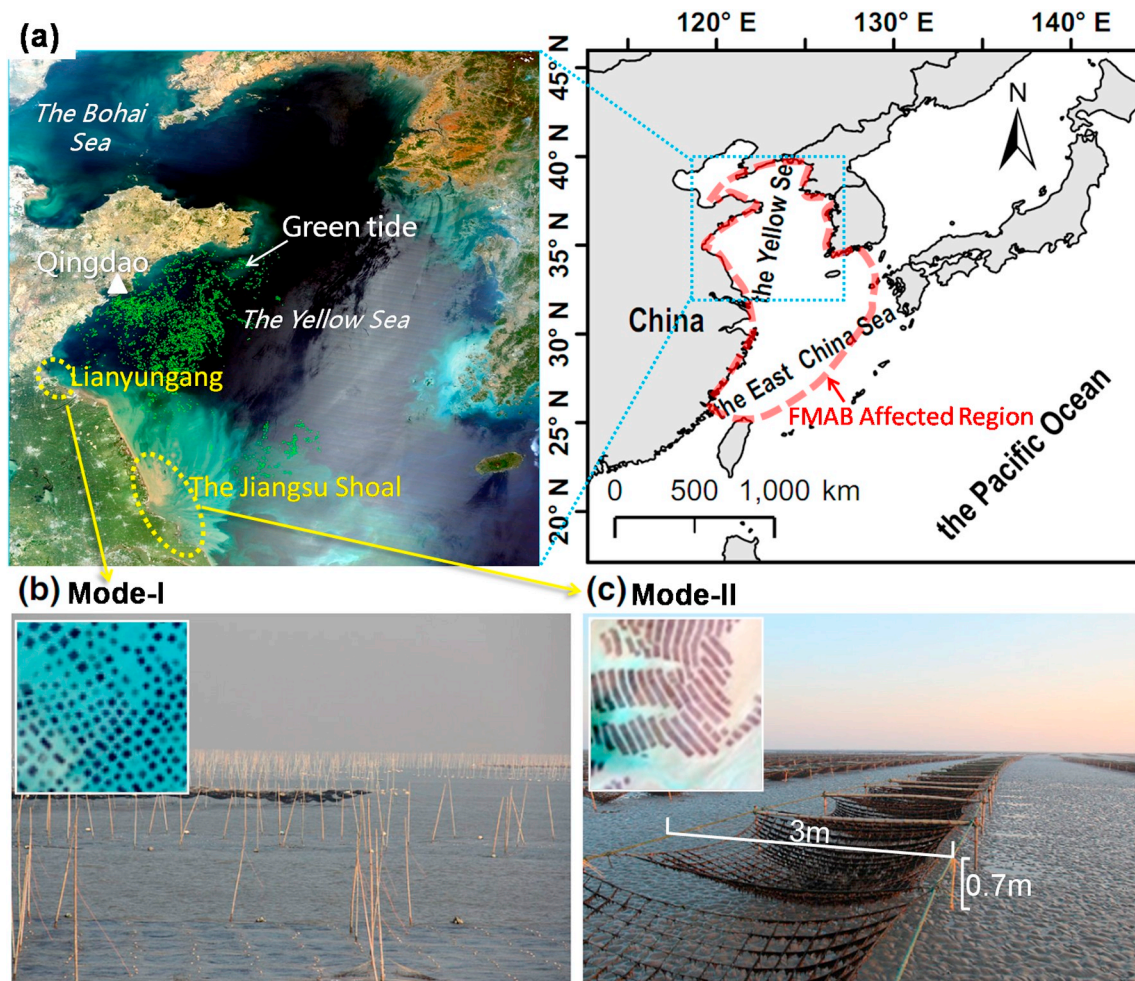 (a)
The Bohai
Sea
Green tide
Qingdao
The Yellow Sea
Lianyungang
The Jiangsu Shoal
120° E
130° E
140° E
45° N
40° N
35° N
30° N
25° N
20° N
N
the Yellow Sea
China
the East China Sea
FMAB Affected Region
0
500
1,000 km
the Pacific Ocean
(b) Mode-I
(c) Mode-II
3m
0.7m